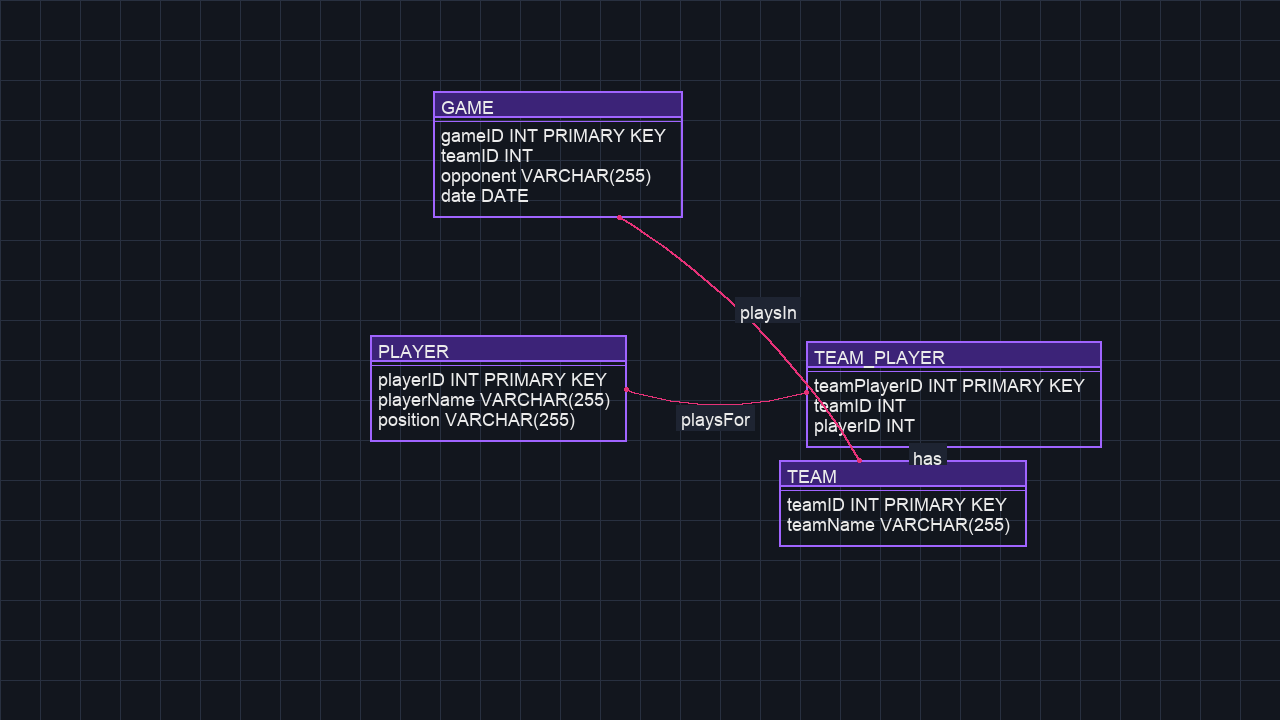 GAME
gameID INT PRIMARY KEY
teamID INT
opponent VARCHAR(255)
date DATE
playsIn
PLAYER
playerID INT PRIMARY KEY
playerName VARCHAR(255)
position VARCHAR(255)
playsFor
TEAM_PLAYER
teamPlayerID INT PRIMARY KEY
teamID INT
playerID INT
has
TEAM
teamID INT PRIMARY KEY
teamName VARCHAR(255)